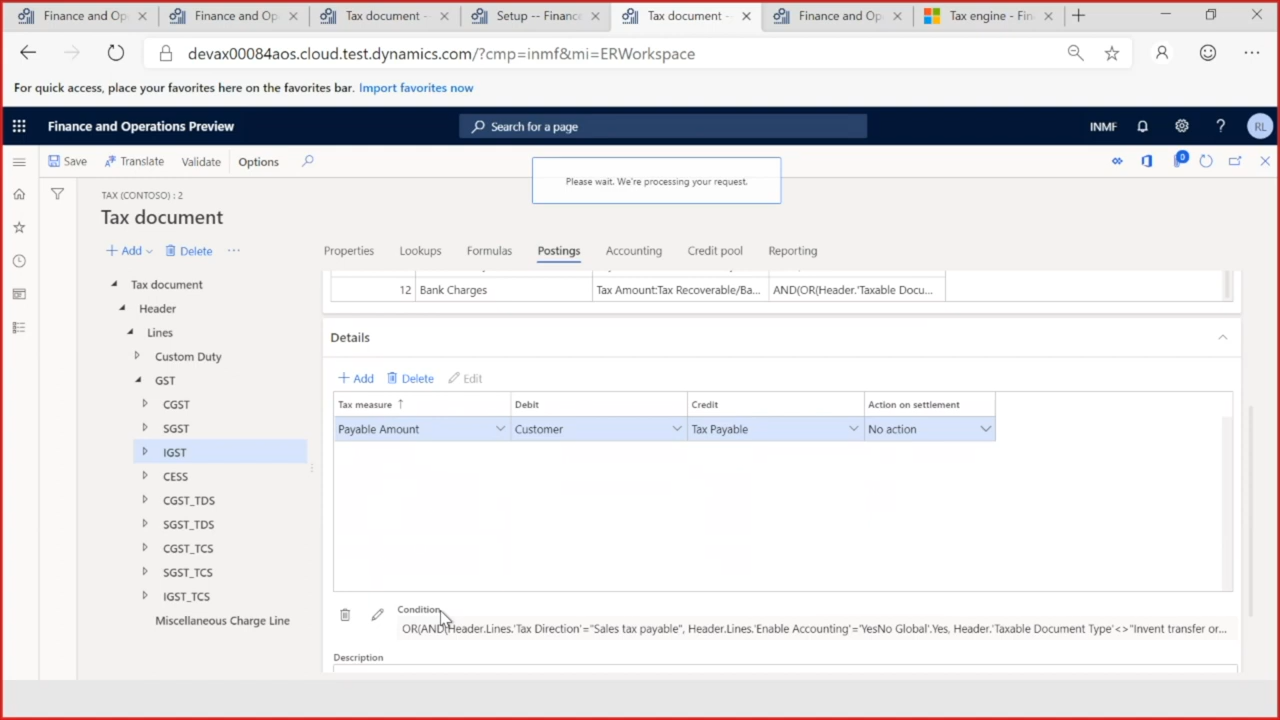 Finance and Op
Finance and Op
Tax document -
Setup -- Financ
Tax document --
Finance and Op
Tax engine - Fin
devax00084aos.cloud.test.dynamics.com/?cmp=inmf&mi=ERWorkspace
For quick access, place your favorites here on the favorites bar. Import favorites now
Finance and Operations Preview
Search for a page
INMF
?
RL
Save Translate Validate Options
0
Please wait. We're processing your request.
TAX (CONTOSO) : 2
Tax document
+ Add Delete ...
Properties Lookups Formulas Postings Accounting Credit pool Reporting
Tax document
Header
Lines
Custom Duty
GST
CGST
SGST
IGST
CESS
CGST_TDS
SGST_TDS
CGST_TCS
SGST_TCS
IGST_TCS
Miscellaneous Charge Line
12 Bank Charges Tax Amount:Tax Recoverable/Ba... AND(OR(Header.'Taxable Docu...
Details
+ Add Delete Edit
Tax measure ↑ Debit Credit Action on settlement
Payable Amount Customer Tax Payable No action
Condition
OR(AND(Header.Lines.'Tax Direction'="Sales tax payable", Header.Lines.'Enable Accounting'='YesNo Global'.Yes, Header.'Taxable Document Type'<>"Invent transfer or...
Description